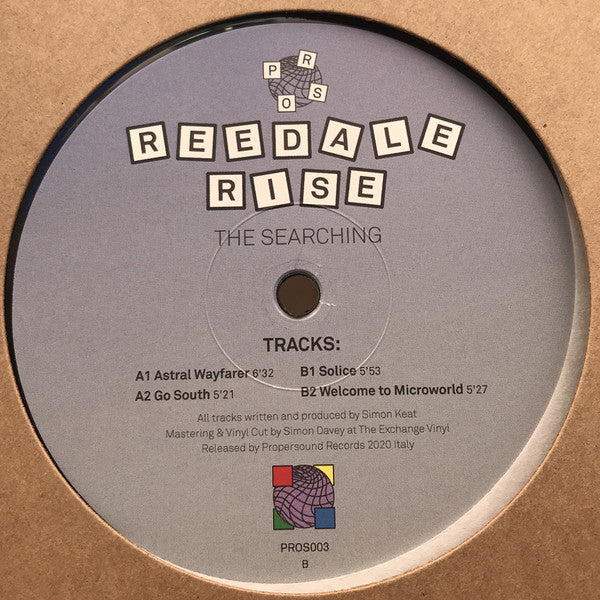 P R O S
REEDALE
RISE
THE SEARCHING
TRACKS:
A1 Astral Wayfarer 6'32
A2 Go South 5'21
B1 Solice 5'53
B2 Welcome to Microworld 5'27
All tracks written and produced by Simon Keat
Mastering & Vinyl Cut by Simon Davey at The Exchange Vinyl
Released by Propersound Records 2020 Italy
PROS003
B